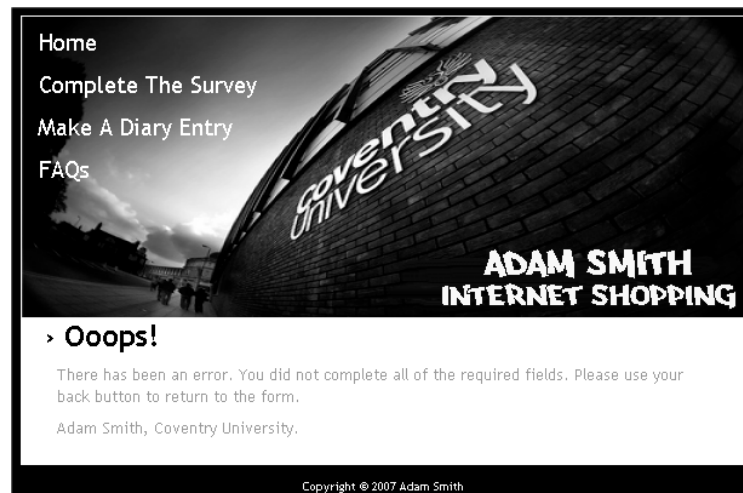 Home
Complete The Survey
Make A Diary Entry
FAQs
coventry
university
ADAM SMITH
INTERNET SHOPPING
› Ooops!
There has been an error. You did not complete all of the required fields. Please use your
back button to return to the form.
Adam Smith, Coventry University.
Copyright © 2007 Adam Smith